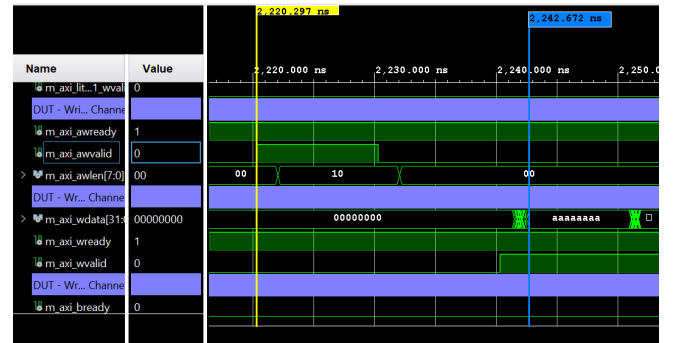 2,220.297 ns
2,242.672 ns
Name Value
2,220.000 ns 2,230.000 ns 2,240.000 ns 2,250.0
m_axi_lit...1_wvali 0
DUT - Wri... Channe
m_axi_awready 1
m_axi_awvalid 0
m_axi_awlen[7:0] 00 00 10 00
DUT - Wr... Channe
m_axi_wdata[31:0 00000000 00000000 aaaaaaaa
m_axi_wready 1
m_axi_wvalid 0
DUT - Wr... Channe
m_axi_bready 0